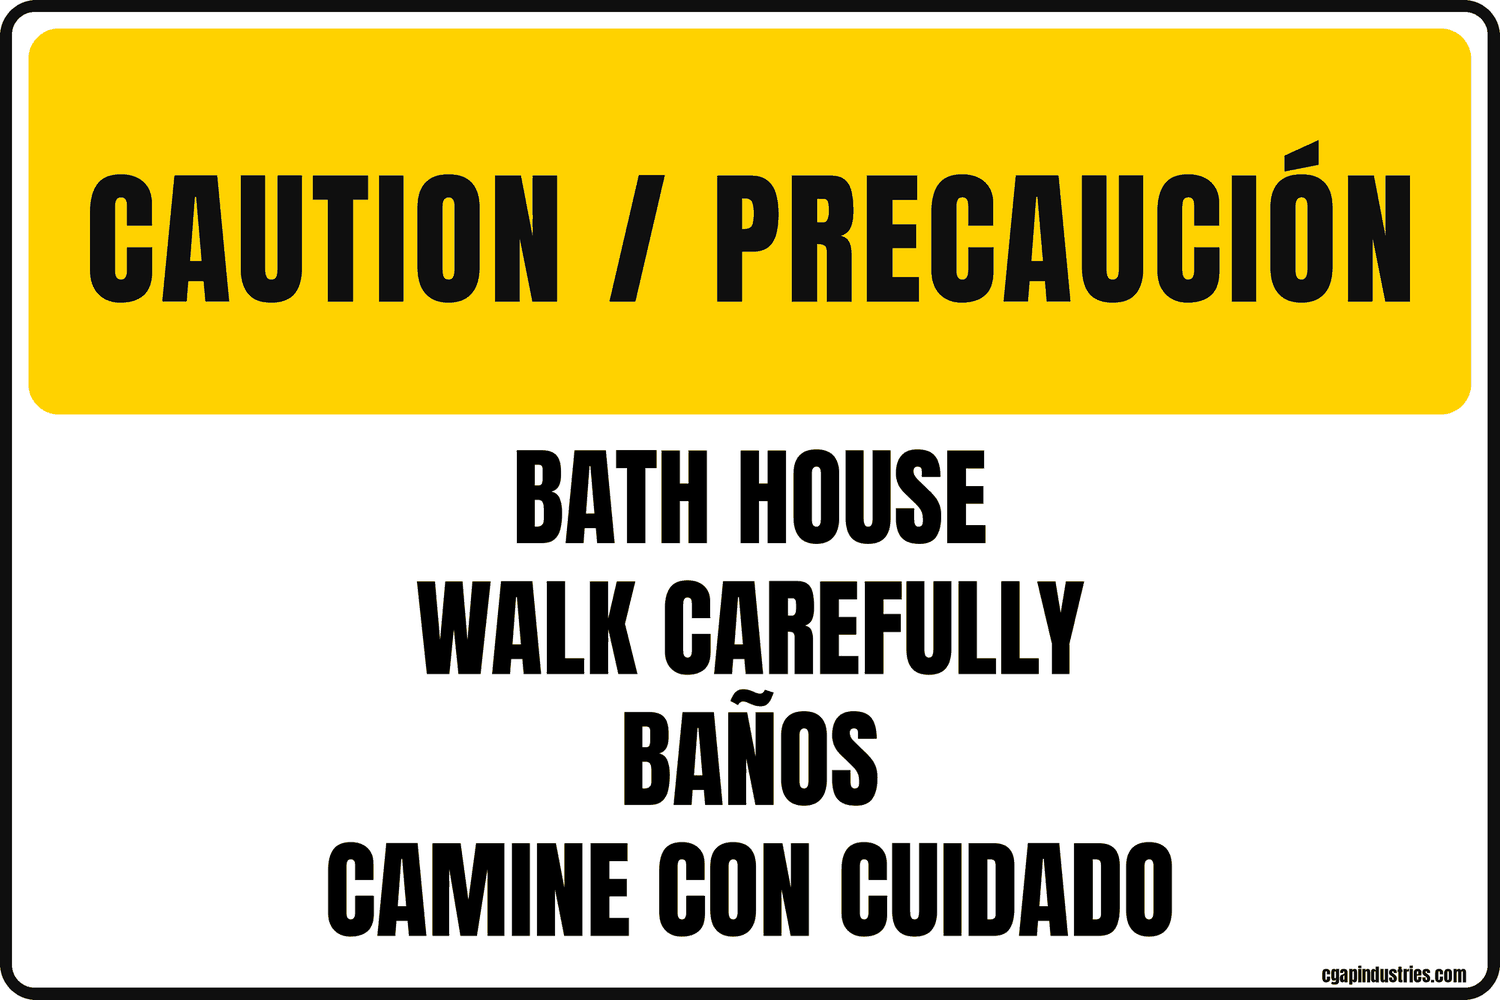 CAUTION / PRECAUCIÓN
BATH HOUSE
WALK CAREFULLY
BAÑOS
CAMINE CON CUIDADO
cgapindustries.com